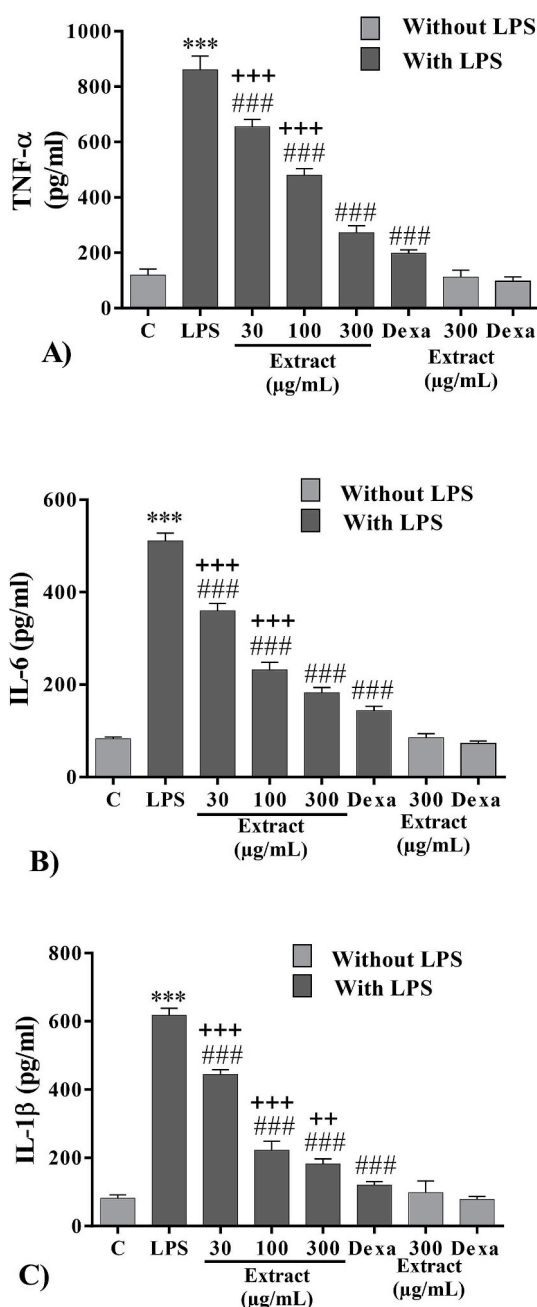 Without LPS
With LPS
TNF-α
(pg/ml)
1000
800
600
400
200
0
***
+++
###
+++
###
###
###
C LPS 30 100 300 Dexa 300 Dexa
Extract
(µg/mL)
Extract
(µg/mL)
A)
Without LPS
With LPS
IL-6 (pg/ml)
600
400
200
0
***
+++
###
+++
###
###
###
C LPS 30 100 300 Dexa 300 Dexa
Extract
(µg/mL)
Extract
(µg/mL)
B)
Without LPS
With LPS
IL-1β (pg/ml)
800
600
400
200
0
***
+++
###
+++
###
++
###
###
C LPS 30 100 300 Dexa 300 Dexa
Extract
(µg/mL)
Extract
(µg/mL)
C)